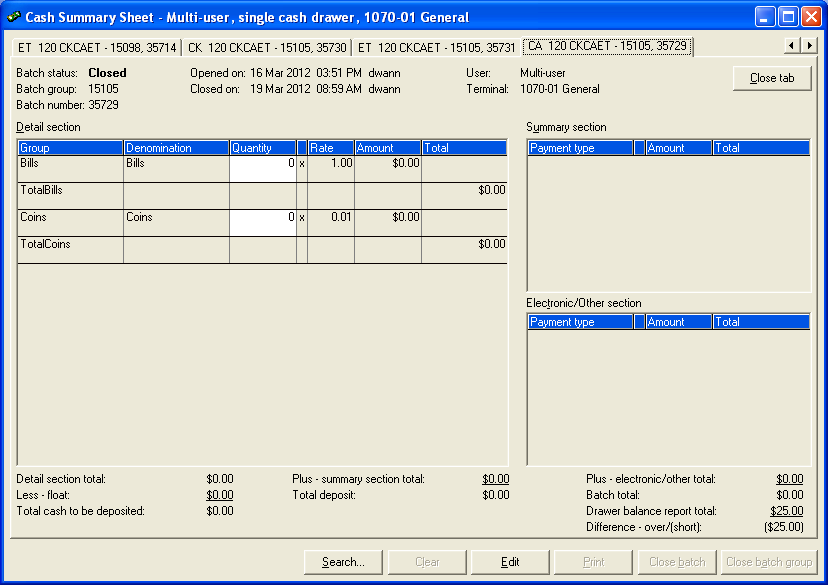 Cash Summary Sheet - Multi-user, single cash drawer, 1070-01 General
ET 120 CKCAET - 15098, 35714 CK 120 CKCAET - 15105, 35730 ET 120 CKCAET - 15105, 35731 CA 120 CKCAET - 15105, 35729
Batch status: Closed Opened on: 16 Mar 2012 03:51 PM dwann User: Multi-user Close tab
Batch group: 15105 Closed on: 19 Mar 2012 08:59 AM dwann Terminal: 1070-01 General
Batch number: 35729
Detail section
Group Denomination Quantity Rate Amount Total
Bills Bills 0 x 1.00 $0.00
TotalBills $0.00
Coins Coins 0 x 0.01 $0.00
TotalCoins $0.00
Summary section
Payment type Amount Total
Electronic/Other section
Payment type Amount Total
Detail section total: $0.00 Plus - summary section total: $0.00 Plus - electronic/other total: $0.00
Less - float: $0.00 Total deposit: $0.00 Batch total: $0.00
Total cash to be deposited: $0.00 Drawer balance report total: $25.00
Difference - over/(short): ($25.00)
Search... Clear Edit Print Close batch Close batch group